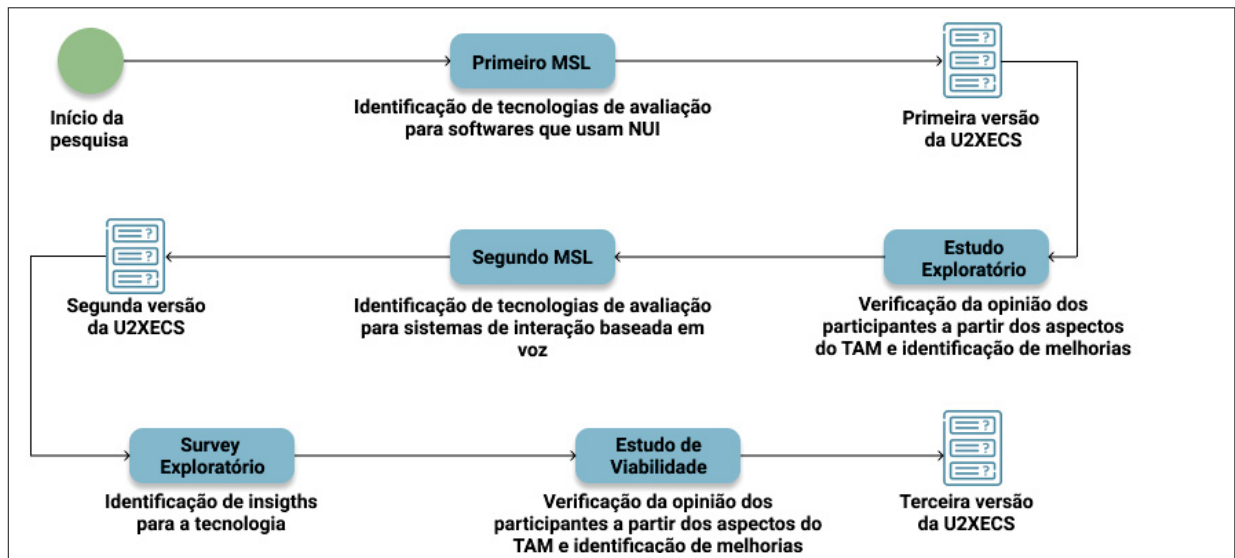 Primeiro MSL
Início da
pesquisa
Identificação de tecnologias de avaliação
para softwares que usam NUI
?
?
?
Primeira versão
da U2XECS
Estudo
Exploratório
Verificação da opinião dos
participantes a partir dos aspectos
do TAM e identificação de melhorias
Segundo MSL
Identificação de tecnologias de avaliação
para sistemas de interação baseada em
voz
?
?
?
Segunda versão
da U2XECS
Survey
Exploratório
Identificação de insigths
para a tecnologia
Estudo de
Viabilidade
Verificação da opinião dos
participantes a partir dos aspectos do
TAM e identificação de melhorias
?
?
?
Terceira versão
da U2XECS